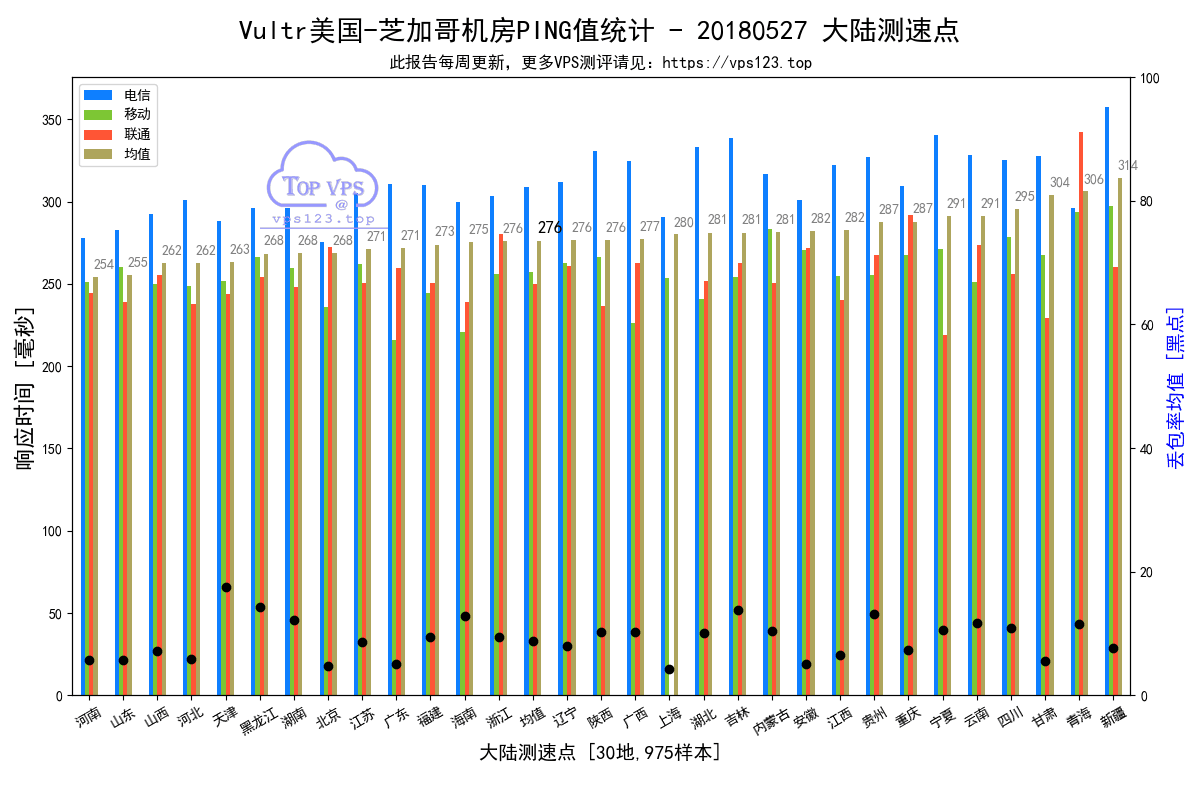 Vultr美国-芝加哥机房PING值统计 - 20180527 大陆测速点
此报告每周更新, 更多VPS测评请见: https://vps123.top
电信
移动
联通
均值
TOP VPS
@
vps123.top
响应时间 [毫秒]
350
300
250
200
150
100
50
0
254 255 262 262 263 268 268 268 271 271 273 275 276 276 276 276 277 280 281 281 281 282 282 287 287 291 291 295 304 306 314
100
80
60
40
20
0
丢包率均值 [黑点]
河南 山东 山西 河北 天津 黑龙江 湖南 北京 江苏 广东 福建 海南 浙江 均值 辽宁 陕西 广西 上海 湖北 吉林 内蒙古 安徽 江西 贵州 重庆 宁夏 云南 四川 甘肃 青海 新疆
大陆测速点 [30地,975样本]